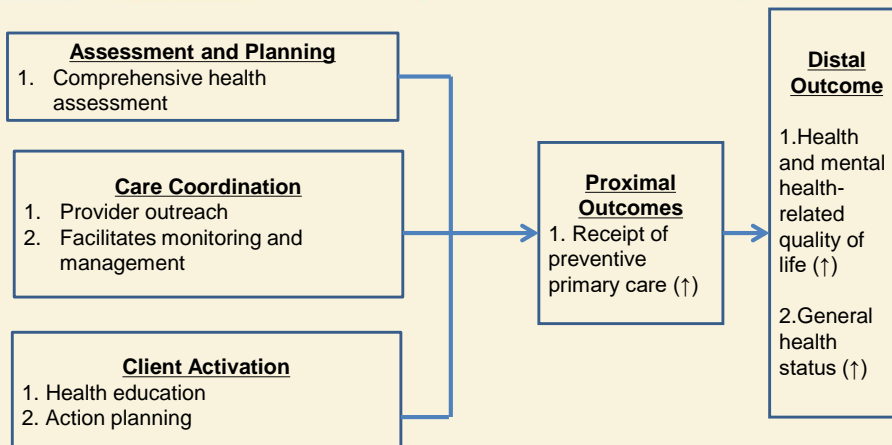 Assessment and Planning
1. Comprehensive health
assessment
Care Coordination
1. Provider outreach
2. Facilitates monitoring and
management
Client Activation
1. Health education
2. Action planning
Proximal
Outcomes
1. Receipt of
preventive
primary care (↑)
Distal
Outcome
1.Health
and mental
health-
related
quality of
life (↑)
2.General
health
status (↑)